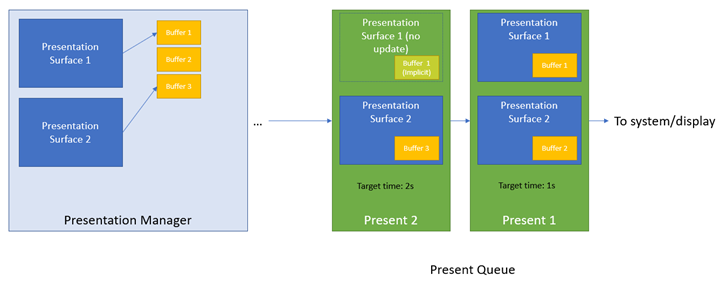 Presentation
Surface 1
Buffer 1
Buffer 2
Buffer 3
Presentation
Surface 2
Presentation Manager
...
Presentation
Surface 1 (no
update)
Buffer 1
(Implicit)
Presentation
Surface 2
Buffer 3
Target time: 2s
Present 2
Presentation
Surface 1
Buffer 1
Presentation
Surface 2
Buffer 2
Target time: 1s
Present 1
To system/display
Present Queue